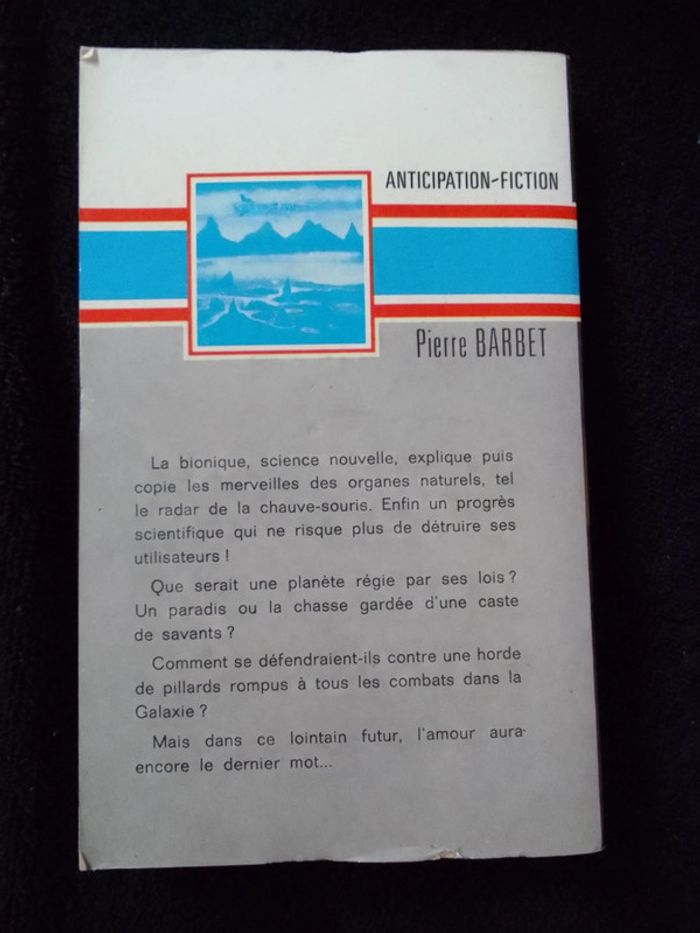 ANTICIPATION-FICTION
Pierre BARBET
La bionique, science nouvelle, explique puis
copie les merveilles des organes naturels, tel
le radar de la chauve-souris. Enfin un progrès
scientifique qui ne risque plus de détruire ses
utilisateurs !
Que serait une planète régie par ses lois ?
Un paradis ou la chasse gardée d'une caste
de savants ?
Comment se défendraient-ils contre une horde
de pillards rompus à tous les combats dans la
Galaxie ?
Mais dans ce lointain futur, l'amour aura
encore le dernier mot...